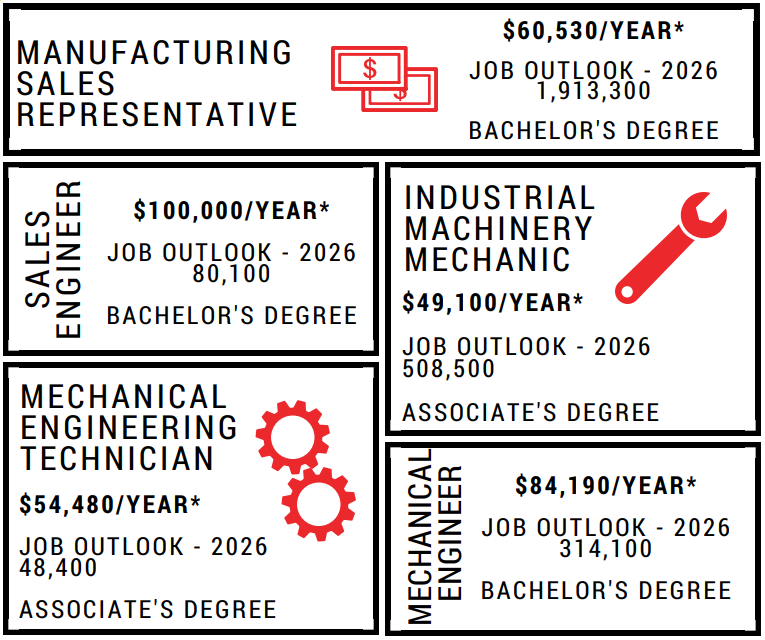 MANUFACTURING
SALES
REPRESENTATIVE
$ $
$60,530/YEAR*
JOB OUTLOOK - 2026
1,913,300
BACHELOR'S DEGREE
SALES
ENGINEER
$100,000/YEAR*
JOB OUTLOOK - 2026
80,100
BACHELOR'S DEGREE
INDUSTRIAL
MACHINERY
MECHANIC
$49,100/YEAR*
JOB OUTLOOK - 2026
508,500
ASSOCIATE'S DEGREE
MECHANICAL
ENGINEERING
TECHNICIAN
$54,480/YEAR*
JOB OUTLOOK - 2026
48,400
ASSOCIATE'S DEGREE
MECHANICAL
ENGINEER
$84,190/YEAR*
JOB OUTLOOK - 2026
314,100
BACHELOR'S DEGREE